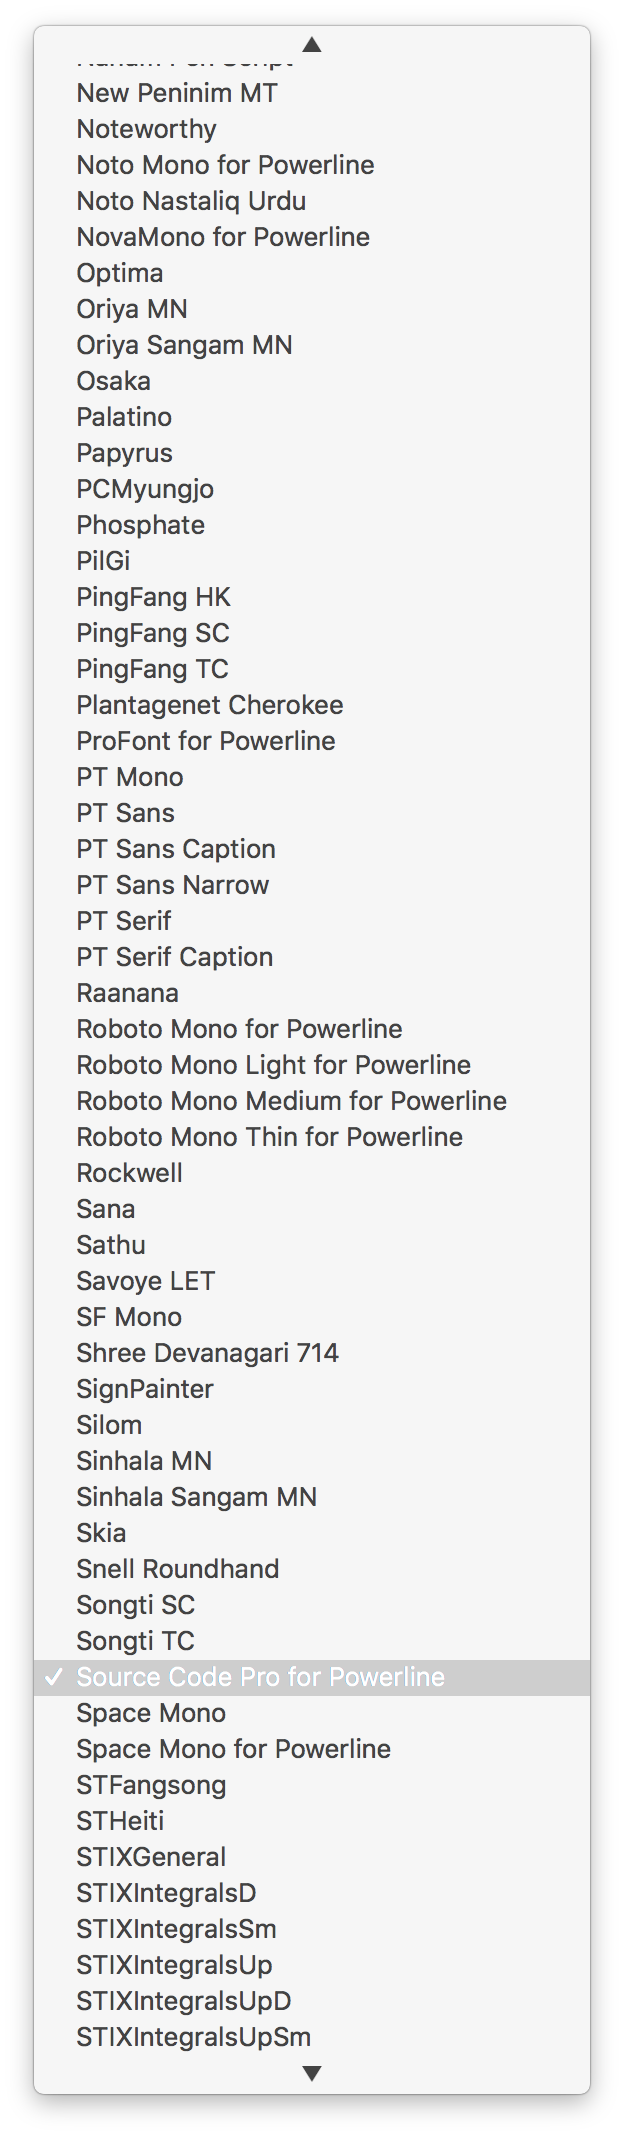 New Peninim MT
Noteworthy
Noto Mono for Powerline
Noto Nastaliq Urdu
NovaMono for Powerline
Optima
Oriya MN
Oriya Sangam MN
Osaka
Palatino
Papyrus
PCMyungjo
Phosphate
PilGi
PingFang HK
PingFang SC
PingFang TC
Plantagenet Cherokee
ProFont for Powerline
PT Mono
PT Sans
PT Sans Caption
PT Sans Narrow
PT Serif
PT Serif Caption
Raanana
Roboto Mono for Powerline
Roboto Mono Light for Powerline
Roboto Mono Medium for Powerline
Roboto Mono Thin for Powerline
Rockwell
Sana
Sathu
Savoye LET
SF Mono
Shree Devanagari 714
SignPainter
Silom
Sinhala MN
Sinhala Sangam MN
Skia
Snell Roundhand
Songti SC
Songti TC
✓ Source Code Pro for Powerline
Space Mono
Space Mono for Powerline
STFangsong
STHeiti
STIXGeneral
STIXIntegralsD
STIXIntegralsSm
STIXIntegralsUp
STIXIntegralsUpD
STIXIntegralsUpSm